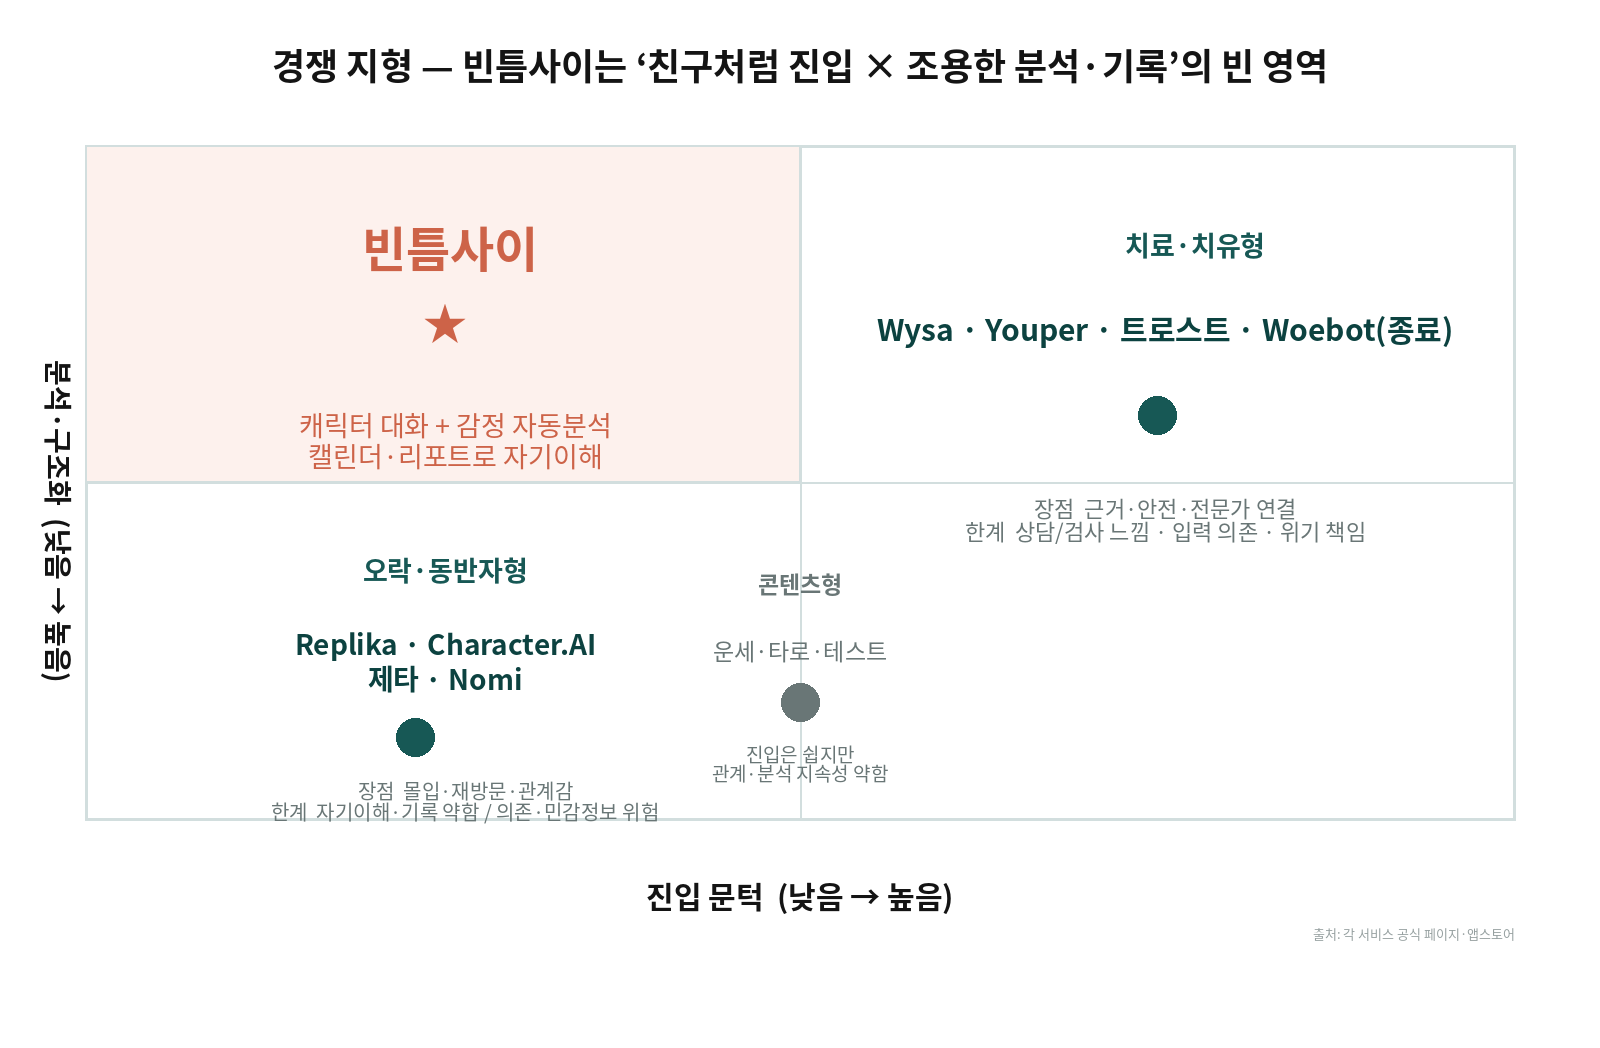 경쟁 지형 — 빈틈사이는 ‘친구처럼 진입 × 조용한 분석·기록’의 빈 영역
빈틈사이
★
캐릭터 대화 + 감정 자동분석
캘린더·리포트로 자기이해
치료·치유형
Wysa · Youper · 트로스트 · Woebot(종료)
장점 근거·안전·전문가 연결
한계 상담/검사 느낌 · 입력 의존 · 위기 책임
분석·구조화 (낮음 → 높음)
오락·동반자형
Replika · Character.AI
제타 · Nomi
장점 몰입·재방문·관계감
한계 자기이해·기록 약함 / 의존·민감정보 위험
콘텐츠형
운세·타로·테스트
진입은 쉽지만
관계·분석 지속성 약함
진입 문턱 (낮음 → 높음)
출처: 각 서비스 공식 페이지·앱스토어